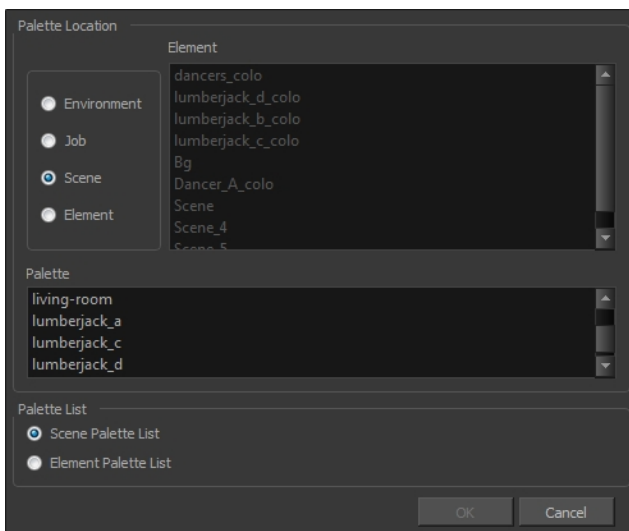 Palette Location
Element
Environment
Job
Scene
Element
dancers_colo
lumberjack_d_colo
lumberjack_b_colo
lumberjack_c_colo
Bg
Dancer_A_colo
Scene
Scene_4
Scene_5
Palette
living-room
lumberjack_a
lumberjack_c
lumberjack_d
Palette List
Scene Palette List
Element Palette List
OK
Cancel